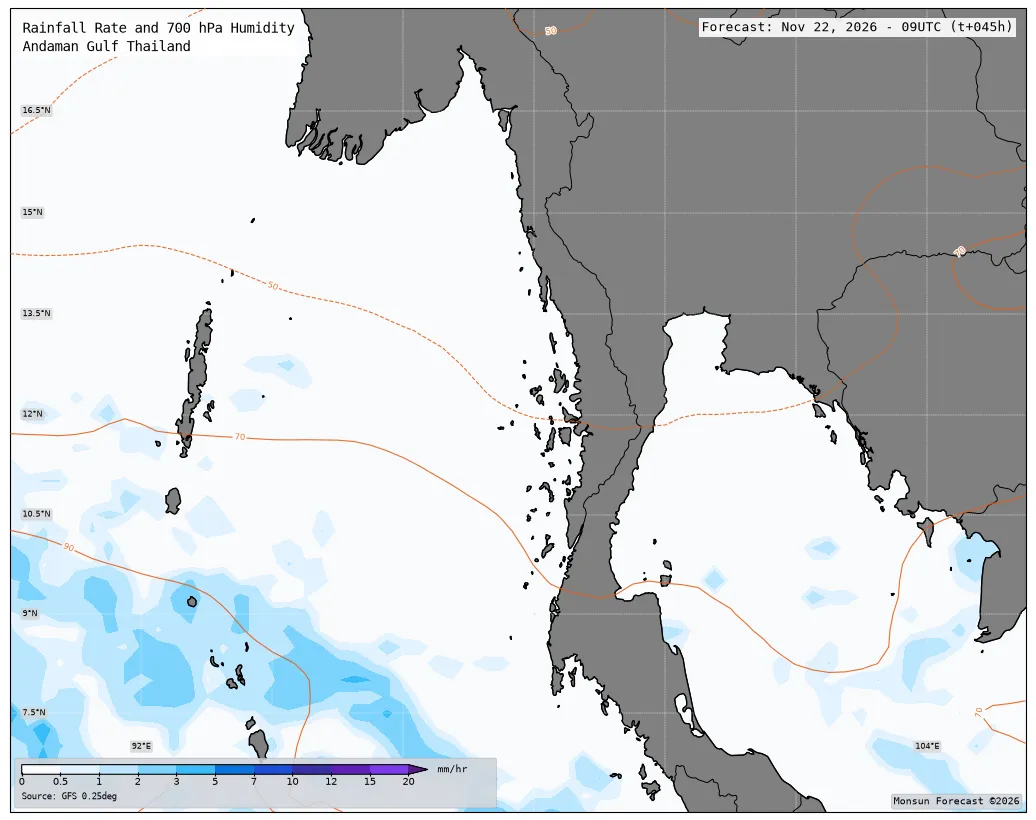 Rainfall Rate and 700 hPa Humidity
Andaman Gulf Thailand
Forecast: Nov 22, 2026 - 09UTC (t+045h)
50
16.5°N
15°N
70
50
13.5°N
12°N
70
10.5°N
90
9°N
7.5°N
70
92°E
104°E
mm/hr
0 0.5 1 2 3 5 7 10 12 15 20
Source: GFS 0.25deg
Monsun Forecast ©2026